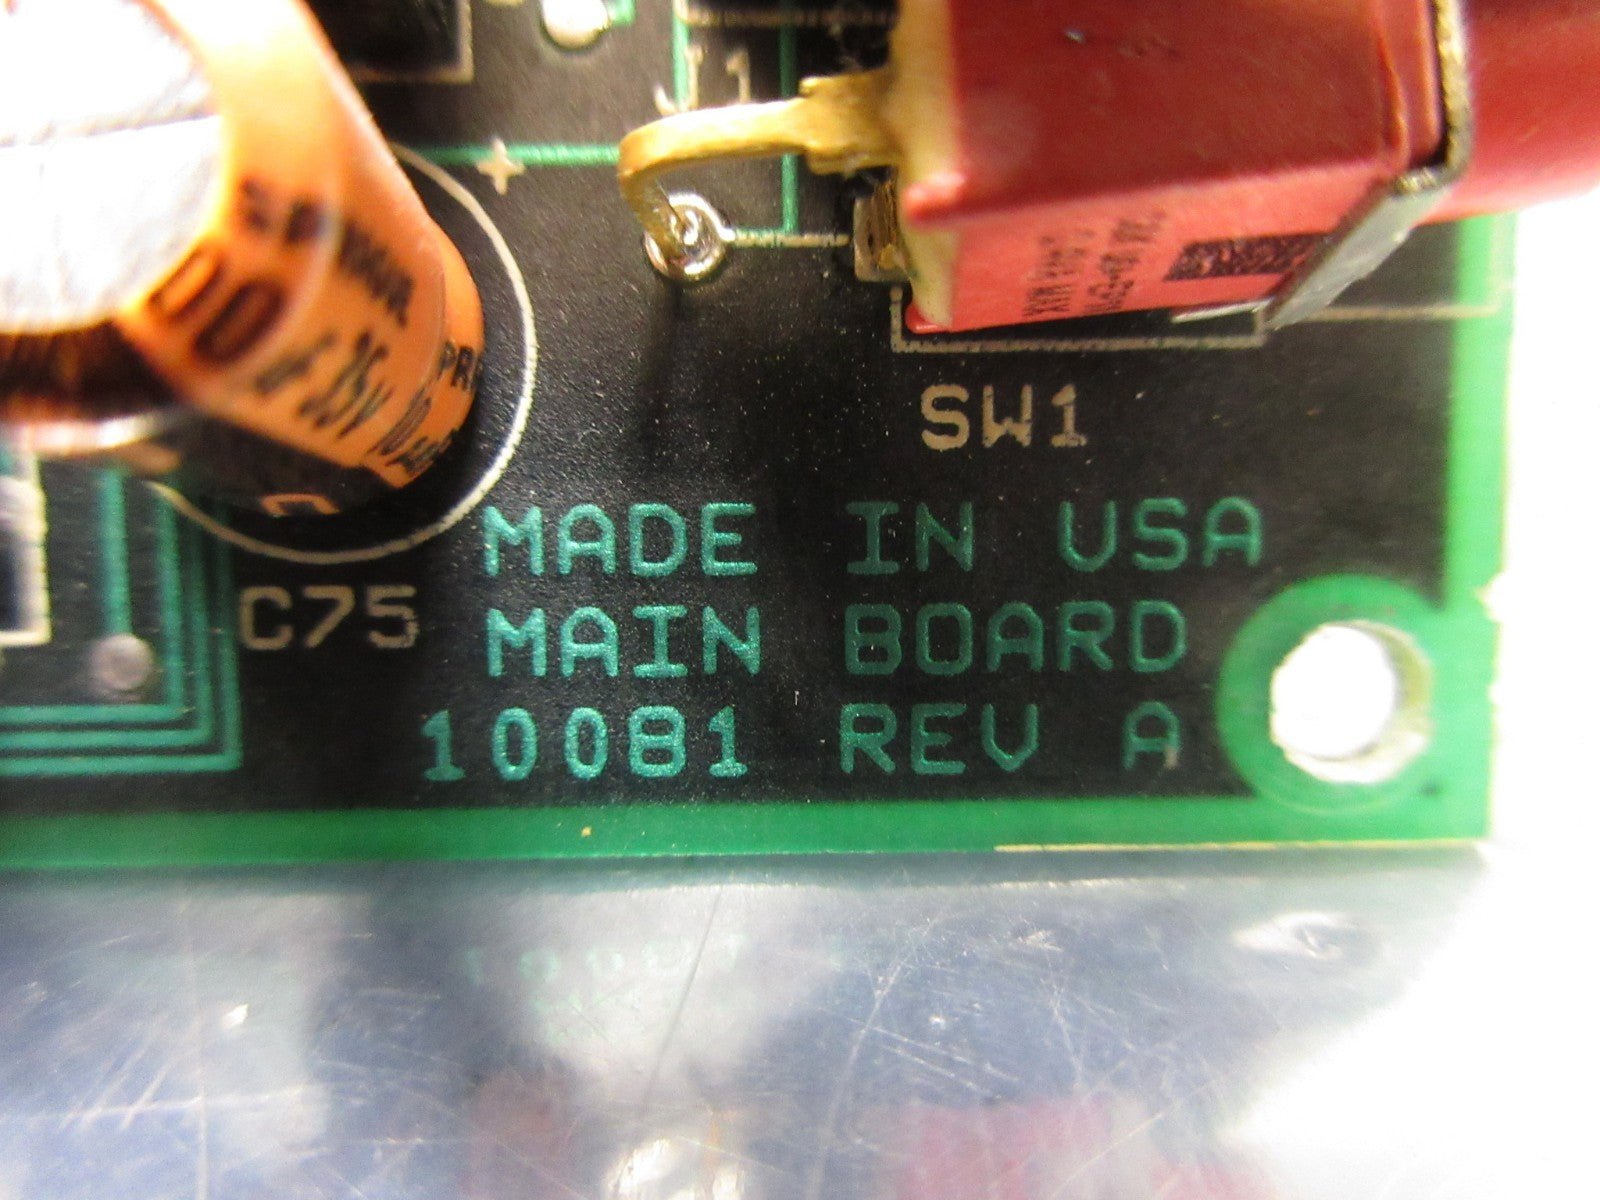 SW1
MADE IN USA
C75
MAIN BOARD
10081 REV A